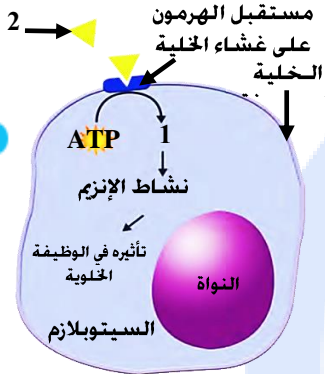 2
مستقبل الهرمون
على غشاء الخلية
الخلية
ATP
1
نشاط الإنزيم
تأثيره في الوظيفة
الخلوية
النواة
السيتوبلازم